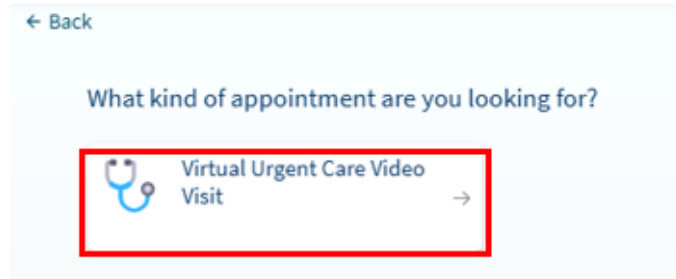 ← Back
What kind of appointment are you looking for?
Virtual Urgent Care Video
Visit →